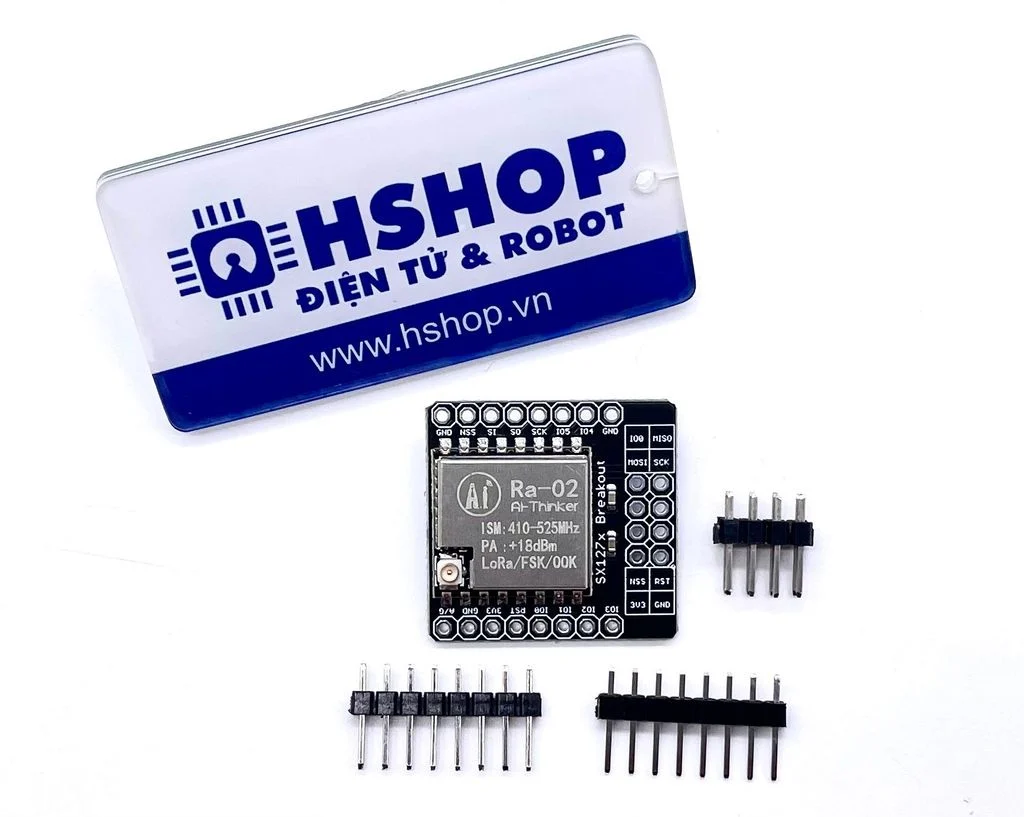 HSHOP
ĐIỆN TỬ & ROBOT
www.hshop.vn
GND NSS SI SO SCK IO5 IO4 GND
IO0 MISO
MOSI SCK
Ai Ra-02
Ai-Thinker
ISM: 410-525MHz
PA : +18dBm
LoRa/FSK/OOK
SX127x Breakout
NSS RST
3V3 GND
A/G GND GND 3V3 RST IO0 IO1 IO2 IO3